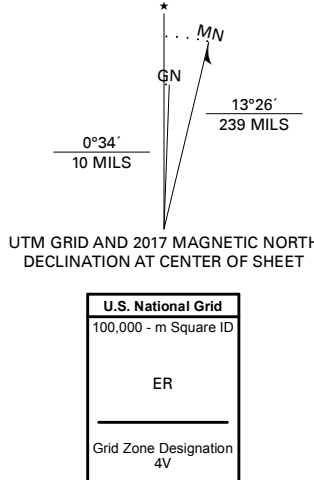 ★
MN
GN
13°26´
239 MILS
0°34´
10 MILS
UTM GRID AND 2017 MAGNETIC NORTH
DECLINATION AT CENTER OF SHEET
U.S. National Grid
100,000 - m Square ID
ER
Grid Zone Designation
4V